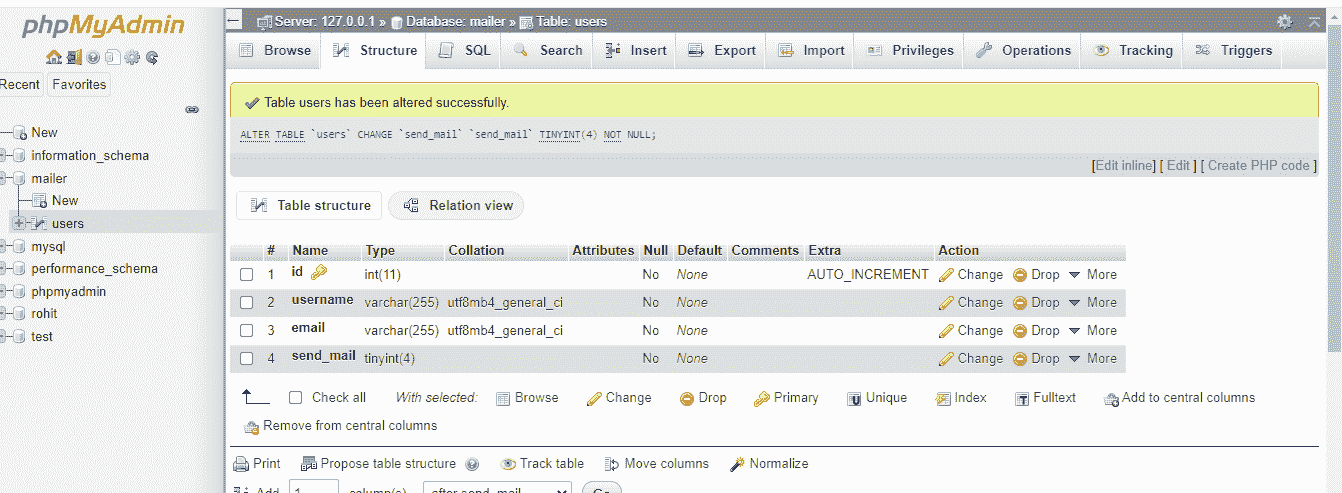 phpMyAdmin
Recent Favorites
New
information_schema
mailer
New
users
mysql
performance_schema
phpmyadmin
rohit
test
Server: 127.0.0.1 » Database: mailer » Table: users
Browse Structure SQL Search Insert Export Import Privileges Operations Tracking Triggers
Table users has been altered successfully.
ALTER TABLE `users` CHANGE `send_mail` `send_mail` TINYINT(4) NOT NULL;
[Edit inline] [ Edit ] [ Create PHP code ]
Table structure Relation view
# Name Type Collation Attributes Null Default Comments Extra Action
1 id int(11) No None AUTO_INCREMENT Change Drop More
2 username varchar(255) utf8mb4_general_ci No None Change Drop More
3 email varchar(255) utf8mb4_general_ci No None Change Drop More
4 send_mail tinyint(4) No None Change Drop More
Check all With selected: Browse Change Drop Primary Unique Index Fulltext Add to central columns
Remove from central columns
Print Propose table structure Track table Move columns Normalize
Add 1 column(s) after send_mail Go